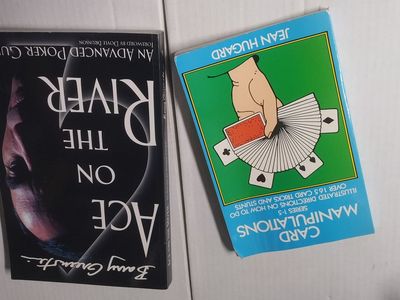 CARD
MANIPULATIONS
SERIES 1-5
ILLUSTRATED DIRECTIONS ON HOW TO DO
OVER 165 CARD TRICKS AND STUNTS
JEAN HUGARD
Barry Greenstein
ACE
ON
THE
RIVER
AN ADVANCED POKER GUI
FOREWORD BY DOYLE BRUNSON